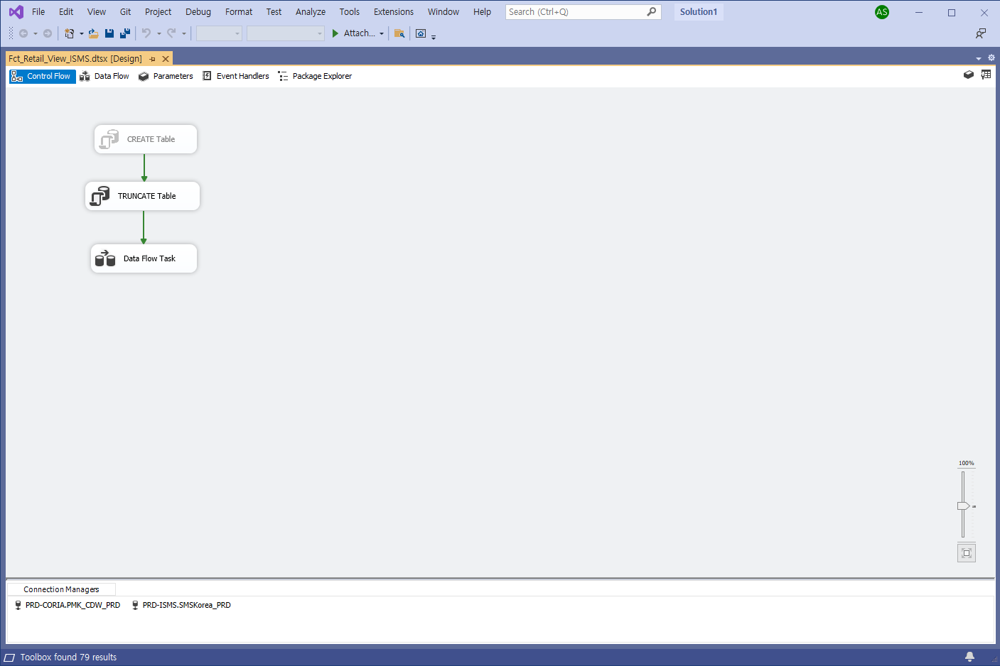 File Edit View Git Project Debug Format Test Analyze Tools Extensions Window Help Search (Ctrl+Q) Solution1 AS
Attach...
Fct_Retail_View_ISMS.dtsx [Design]
Control Flow Data Flow Parameters Event Handlers Package Explorer
CREATE Table
TRUNCATE Table
Data Flow Task
100%
Connection Managers
PRD-CORIA.PMK_CDW_PRD PRD-ISMS.SMSKorea_PRD
Toolbox found 79 results